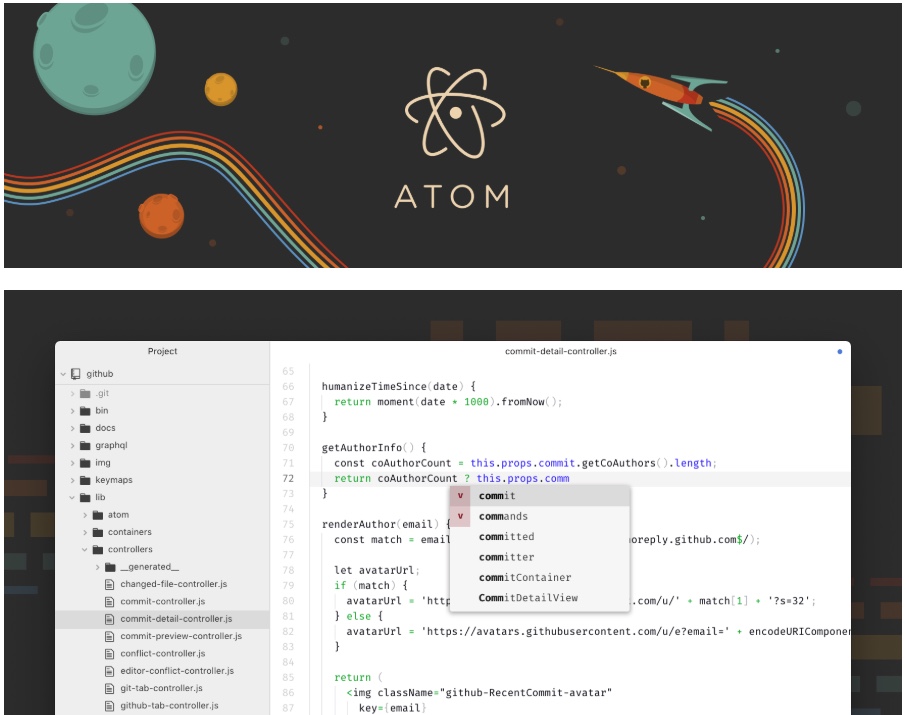 ATOM
Project
github
.git
bin
docs
graphql
img
keymaps
lib
atom
containers
controllers
__generated__
changed-file-controller.js
commit-controller.js
commit-detail-controller.js
commit-preview-controller.js
conflict-controller.js
editor-conflict-controller.js
git-tab-controller.js
github-tab-controller.js
commit-detail-controller.js
65
66 humanizeTimeSince(date) {
67 return moment(date * 1000).fromNow();
68 }
69
70 getAuthorInfo() {
71 const coAuthorCount = this.props.commit.getCoAuthors().length;
72 return coAuthorCount ? this.props.comm
73 }
74
75 renderAuthor(email) {
76 const match = email oreply.github.com$/);
77
78 let avatarUrl;
79 if (match) {
80 avatarUrl = 'http .com/u/' + match[1] + '?s=32';
81 } else {
82 avatarUrl = 'https://avatars.githubusercontent.com/u/e?email=' + encodeURIComponen
83 }
84
85 return (
86 <img className="github-RecentCommit-avatar"
87 key={email}
v commit
v commands
committed
committer
commitContainer
CommitDetailView